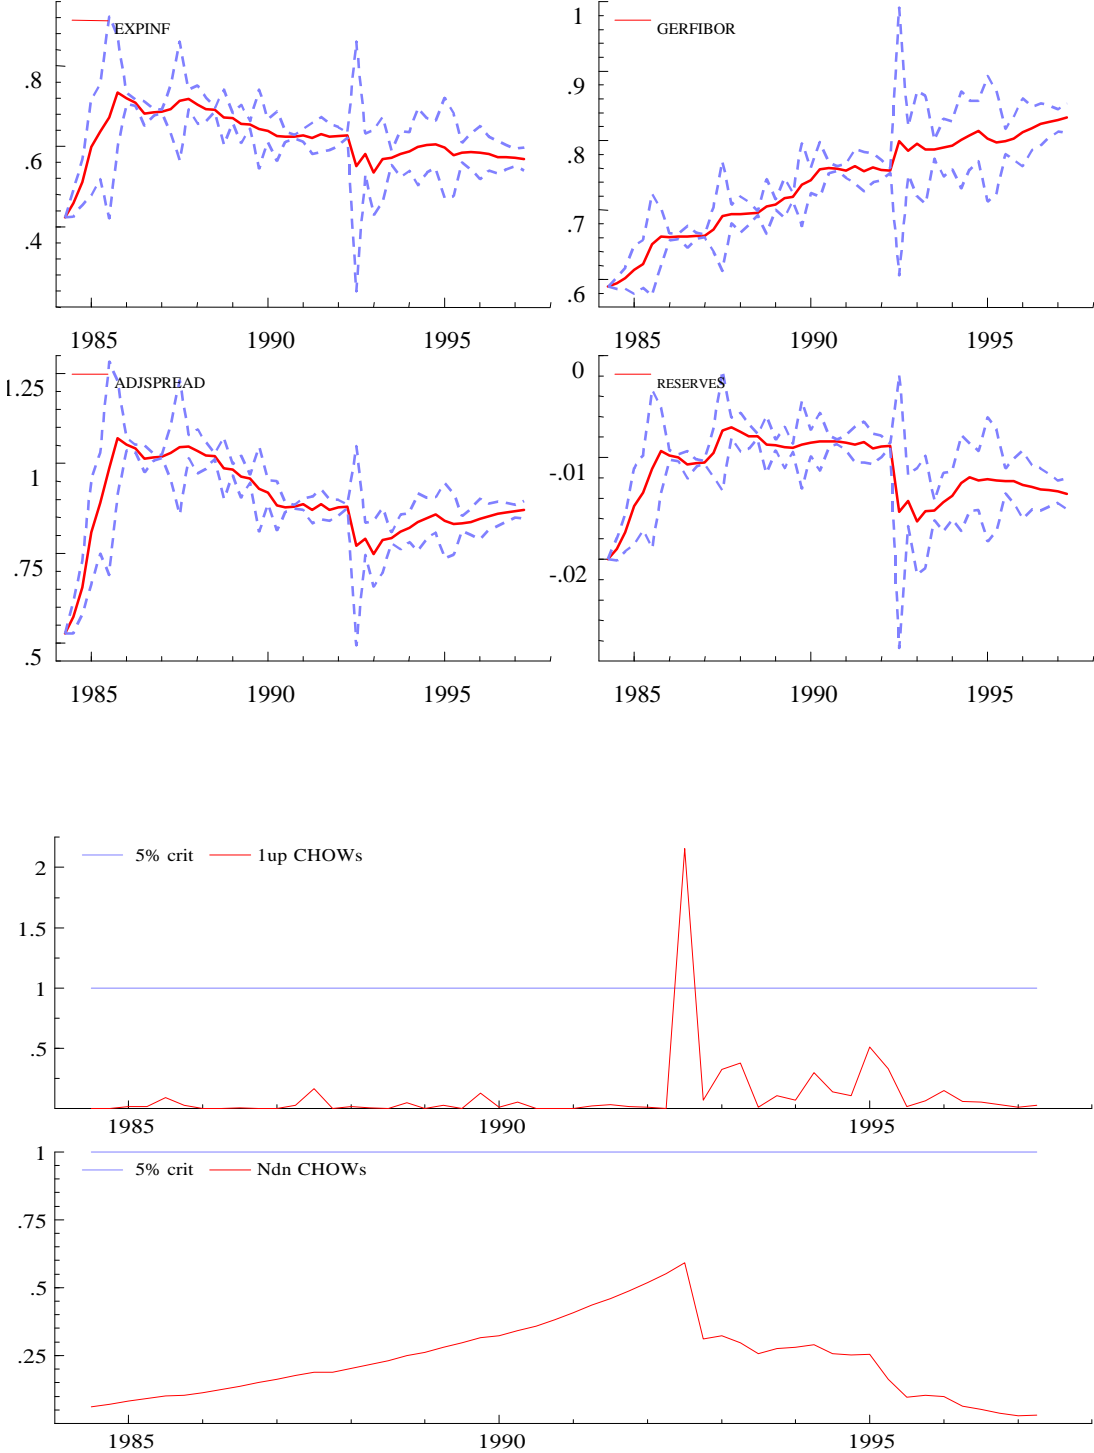 EXPINF
.8
.6
.4
1985 1990 1995
GERFIBOR
1
.9
.8
.7
.6
1985 1990 1995
ADJSPREAD
1.25
1
.75
.5
1985 1990 1995
RESERVES
0
-.01
-.02
1985 1990 1995
5% crit 1up CHOWs
2
1.5
1
.5
1985 1990 1995
5% crit Ndn CHOWs
1
.75
.5
.25
1985 1990 1995